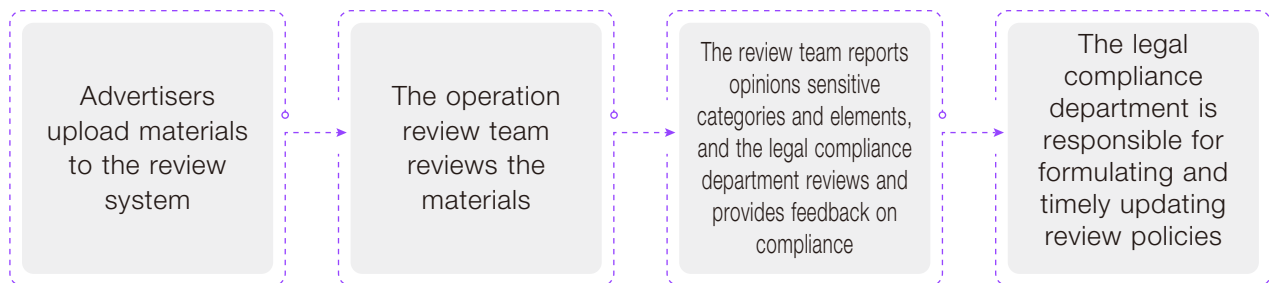 Advertisers
upload materials
to the review
system
The operation
review team
reviews the
materials
The review team reports
opinions sensitive
categories and elements,
and the legal compliance
department reviews and
provides feedback on
compliance
The legal
compliance
department is
responsible for
formulating and
timely updating
review policies